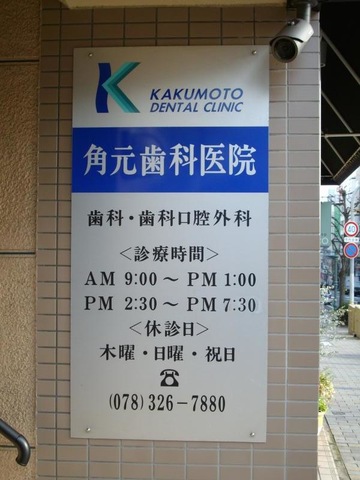 KAKUMOTO
DENTAL CLINIC
角元歯科医院
歯科・歯科口腔外科
＜診療時間＞
AM 9:00 〜 PM 1:00
PM 2:30 〜 PM 7:30
＜休診日＞
木曜・日曜・祝日
☎
(078) 326−7880